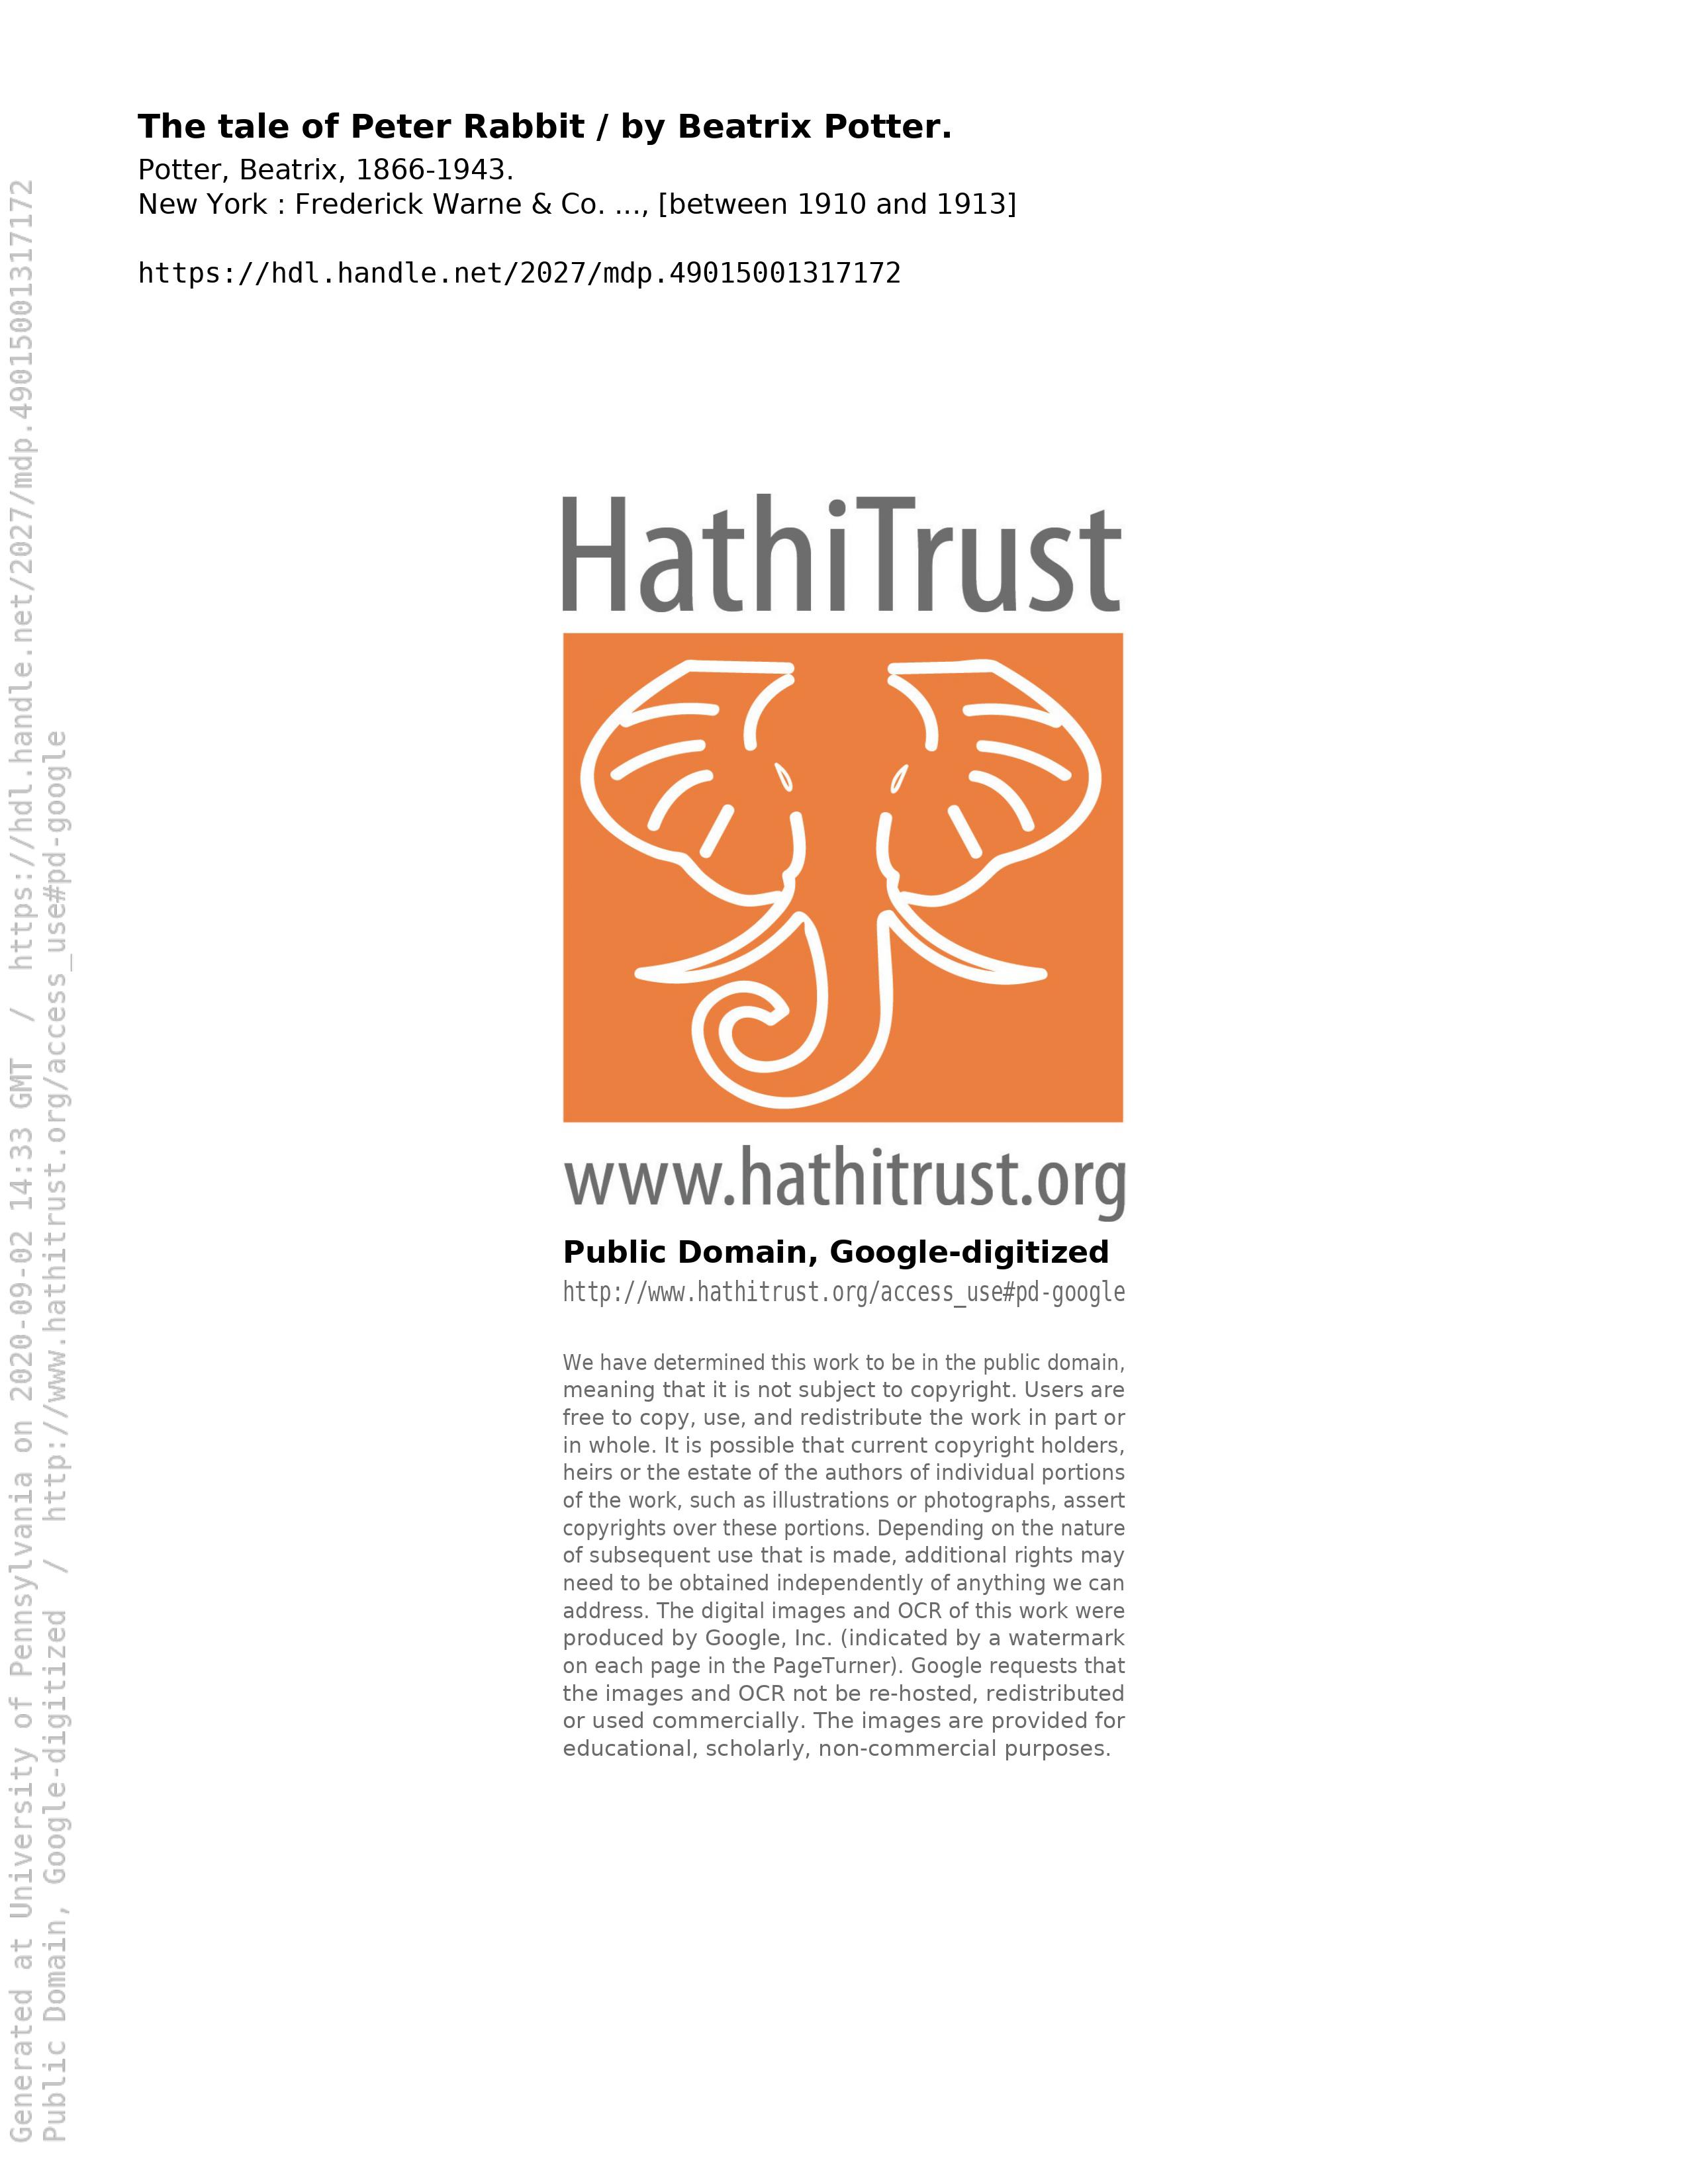 The tale of Peter Rabbit / by Beatrix Potter.
Potter, Beatrix, 1866-1943.
New York : Frederick Warne & Co. ..., [between 1910 and 1913]
https://hdl.handle.net/2027/mdp.49015001317172
HathiTrust
www.hathitrust.org
Public Domain, Google-digitized
http://www.hathitrust.org/access_use#pd-google
We have determined this work to be in the public domain,
meaning that it is not subject to copyright. Users are
free to copy, use, and redistribute the work in part or
in whole. It is possible that current copyright holders,
heirs or the estate of the authors of individual portions
of the work, such as illustrations or photographs, assert
copyrights over these portions. Depending on the nature
of subsequent use that is made, additional rights may
need to be obtained independently of anything we can
address. The digital images and OCR of this work were
produced by Google, Inc. (indicated by a watermark
on each page in the PageTurner). Google requests that
the images and OCR not be re-hosted, redistributed
or used commercially. The images are provided for
educational, scholarly, non-commercial purposes.
Generated at University of Pennsylvania on 2020-09-02 14:33 GMT / https://hdl.handle.net/2027/mdp.49015001317172
Public Domain, Google-digitized / http://www.hathitrust.org/access_use#pd-google